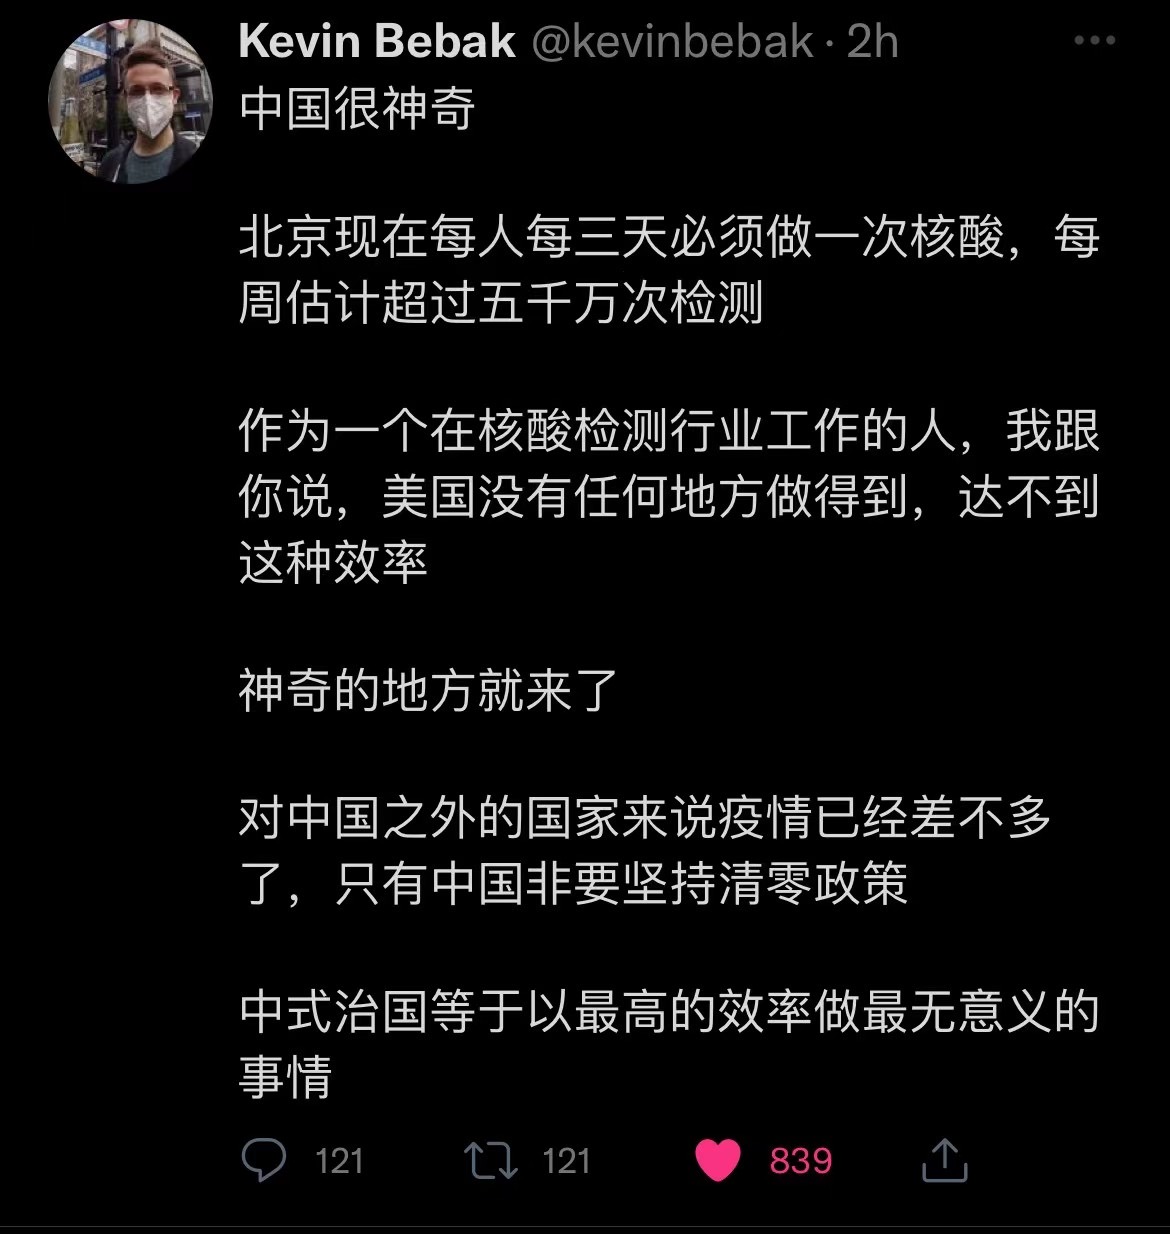 Kevin Bebak @kevinbebak · 2h
中国很神奇
北京现在每人每三天必须做一次核酸，每
周估计超过五千万次检测
作为一个在核酸检测行业工作的人，我跟
你说，美国没有任何地方做得到，达不到
这种效率
神奇的地方就来了
对中国之外的国家来说疫情已经差不多
了，只有中国非要坚持清零政策
中式治国等于以最高的效率做最无意义的
事情
121 121 839